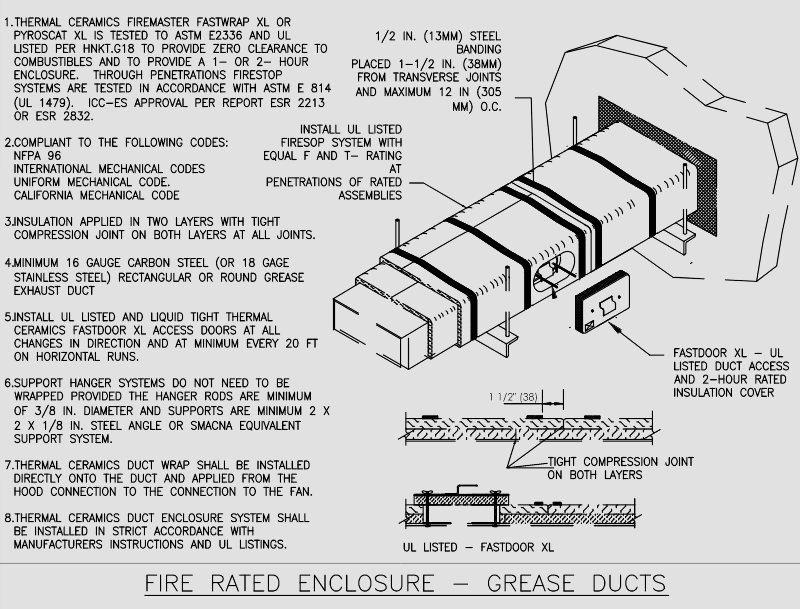 1.THERMAL CERAMICS FIREMASTER FASTWRAP XL OR
PYROSCAT XL IS TESTED TO ASTM E2336 AND UL
LISTED PER HNKT.G18 TO PROVIDE ZERO CLEARANCE TO
COMBUSTIBLES AND TO PROVIDE A 1- OR 2- HOUR
ENCLOSURE. THROUGH PENETRATIONS FIRESTOP
SYSTEMS ARE TESTED IN ACCORDANCE WITH ASTM E 814
(UL 1479). ICC-ES APPROVAL PER REPORT ESR 2213
OR ESR 2832.
2.COMPLIANT TO THE FOLLOWING CODES:
NFPA 96
INTERNATIONAL MECHANICAL CODES
UNIFORM MECHANICAL CODE.
CALIFORNIA MECHANICAL CODE
3.INSULATION APPLIED IN TWO LAYERS WITH TIGHT
COMPRESSION JOINT ON BOTH LAYERS AT ALL JOINTS.
4.MINIMUM 16 GAUGE CARBON STEEL (OR 18 GAGE
STAINLESS STEEL) RECTANGULAR OR ROUND GREASE
EXHAUST DUCT
5.INSTALL UL LISTED AND LIQUID TIGHT THERMAL
CERAMICS FASTDOOR XL ACCESS DOORS AT ALL
CHANGES IN DIRECTION AND AT MINIMUM EVERY 20 FT
ON HORIZONTAL RUNS.
6.SUPPORT HANGER SYSTEMS DO NOT NEED TO BE
WRAPPED PROVIDED THE HANGER RODS ARE MINIMUM
OF 3/8 IN. DIAMETER AND SUPPORTS ARE MINIMUM 2 X
2 X 1/8 IN. STEEL ANGLE OR SMACNA EQUIVALENT
SUPPORT SYSTEM.
7.THERMAL CERAMICS DUCT WRAP SHALL BE INSTALLED
DIRECTLY ONTO THE DUCT AND APPLIED FROM THE
HOOD CONNECTION TO THE CONNECTION TO THE FAN.
8.THERMAL CERAMICS DUCT ENCLOSURE SYSTEM SHALL
BE INSTALLED IN STRICT ACCORDANCE WITH
MANUFACTURERS INSTRUCTIONS AND UL LISTINGS.
1/2 IN. (13MM) STEEL
BANDING
PLACED 1-1/2 IN. (38MM)
FROM TRANSVERSE JOINTS
AND MAXIMUM 12 IN (305
MM) O.C.
INSTALL UL LISTED
FIRESOP SYSTEM WITH
EQUAL F AND T- RATING
AT
PENETRATIONS OF RATED
ASSEMBLIES
FASTDOOR XL - UL
LISTED DUCT ACCESS
AND 2-HOUR RATED
INSULATION COVER
1 1/2" (38)
TIGHT COMPRESSION JOINT
ON BOTH LAYERS
UL LISTED - FASTDOOR XL
FIRE RATED ENCLOSURE - GREASE DUCTS